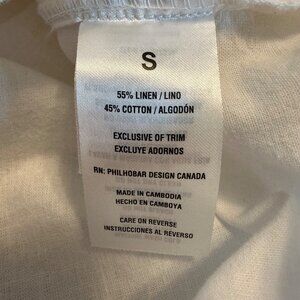 S
55% LINEN / LINO
45% COTTON / ALGODÓN
EXCLUSIVE OF TRIM
EXCLUYE ADORNOS
RN: PHILHOBAR DESIGN CANADA
MADE IN CAMBODIA
HECHO EN CAMBOYA
CARE ON REVERSE
INSTRUCCIONES AL REVERSO